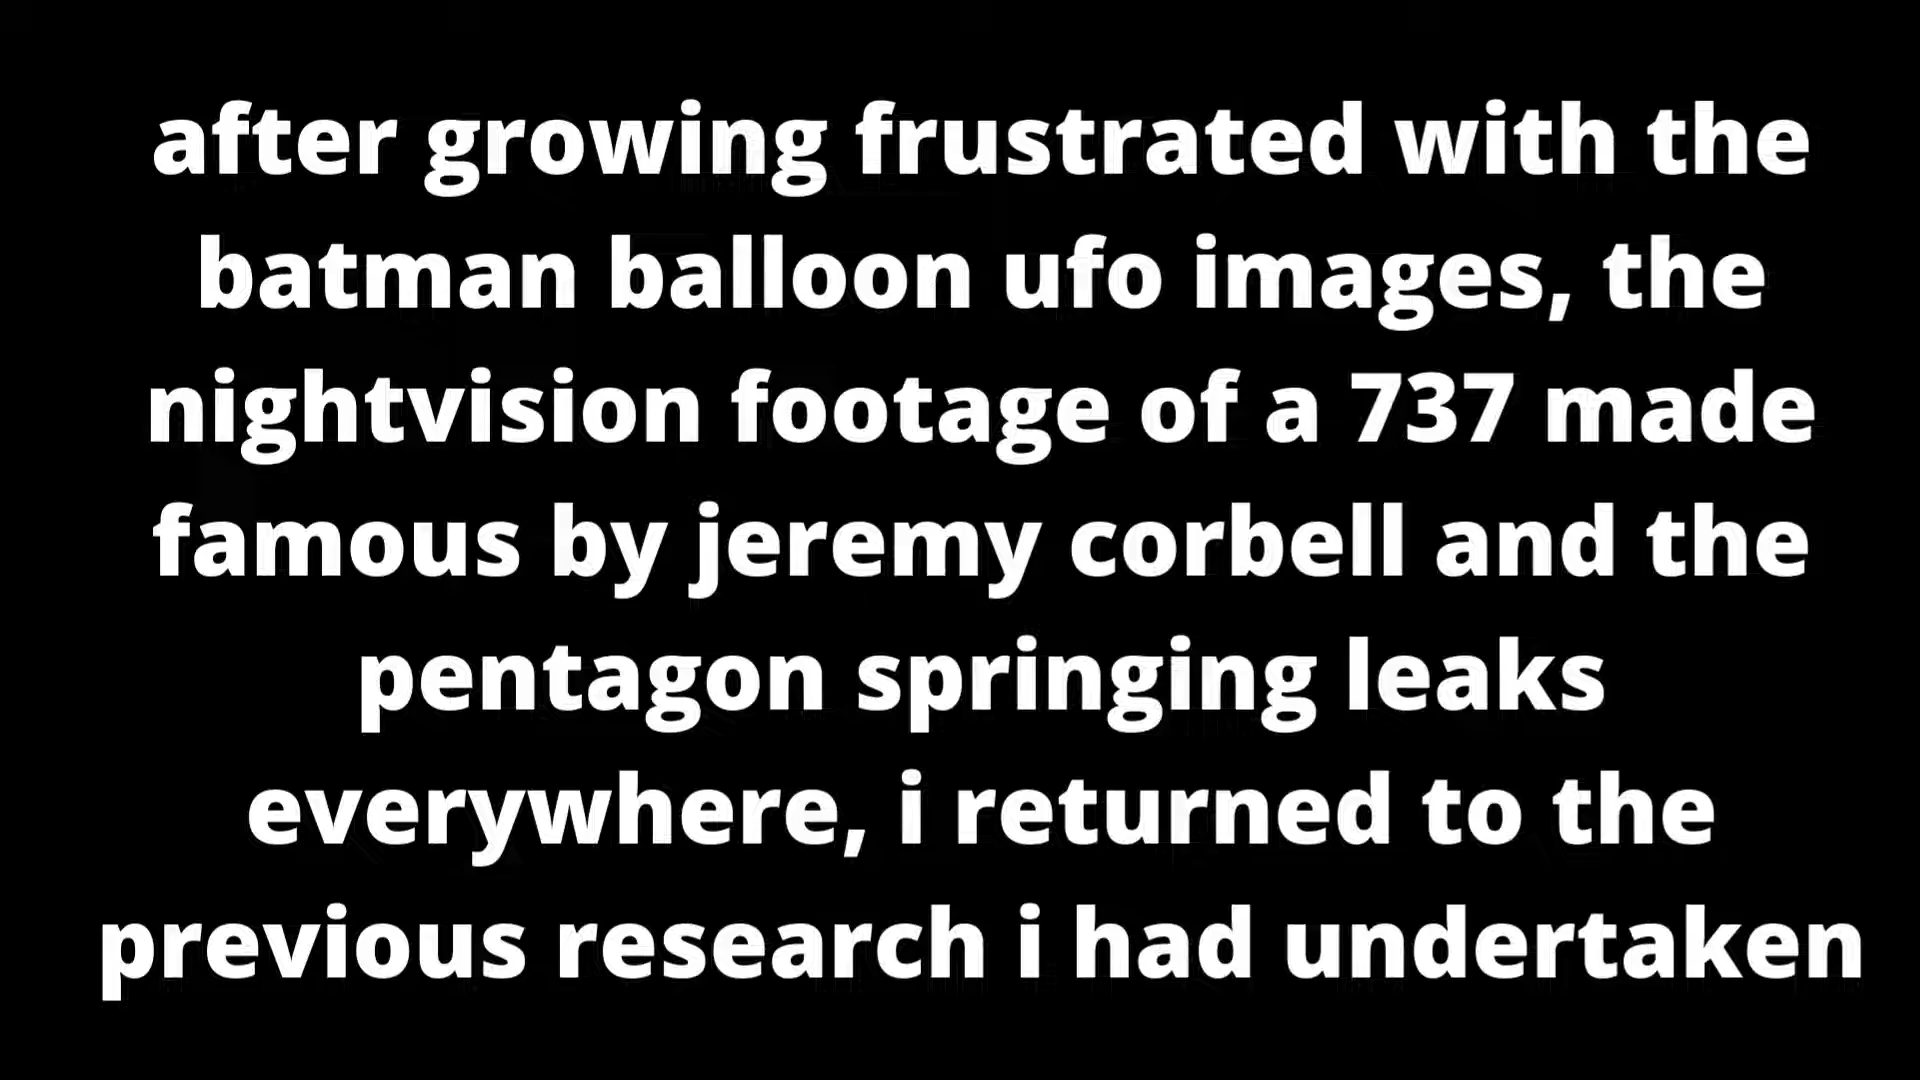 after growing frustrated with the
batman balloon ufo images, the
nightvision footage of a 737 made
famous by jeremy corbell and the
pentagon springing leaks
everywhere, i returned to the
previous research i had undertaken